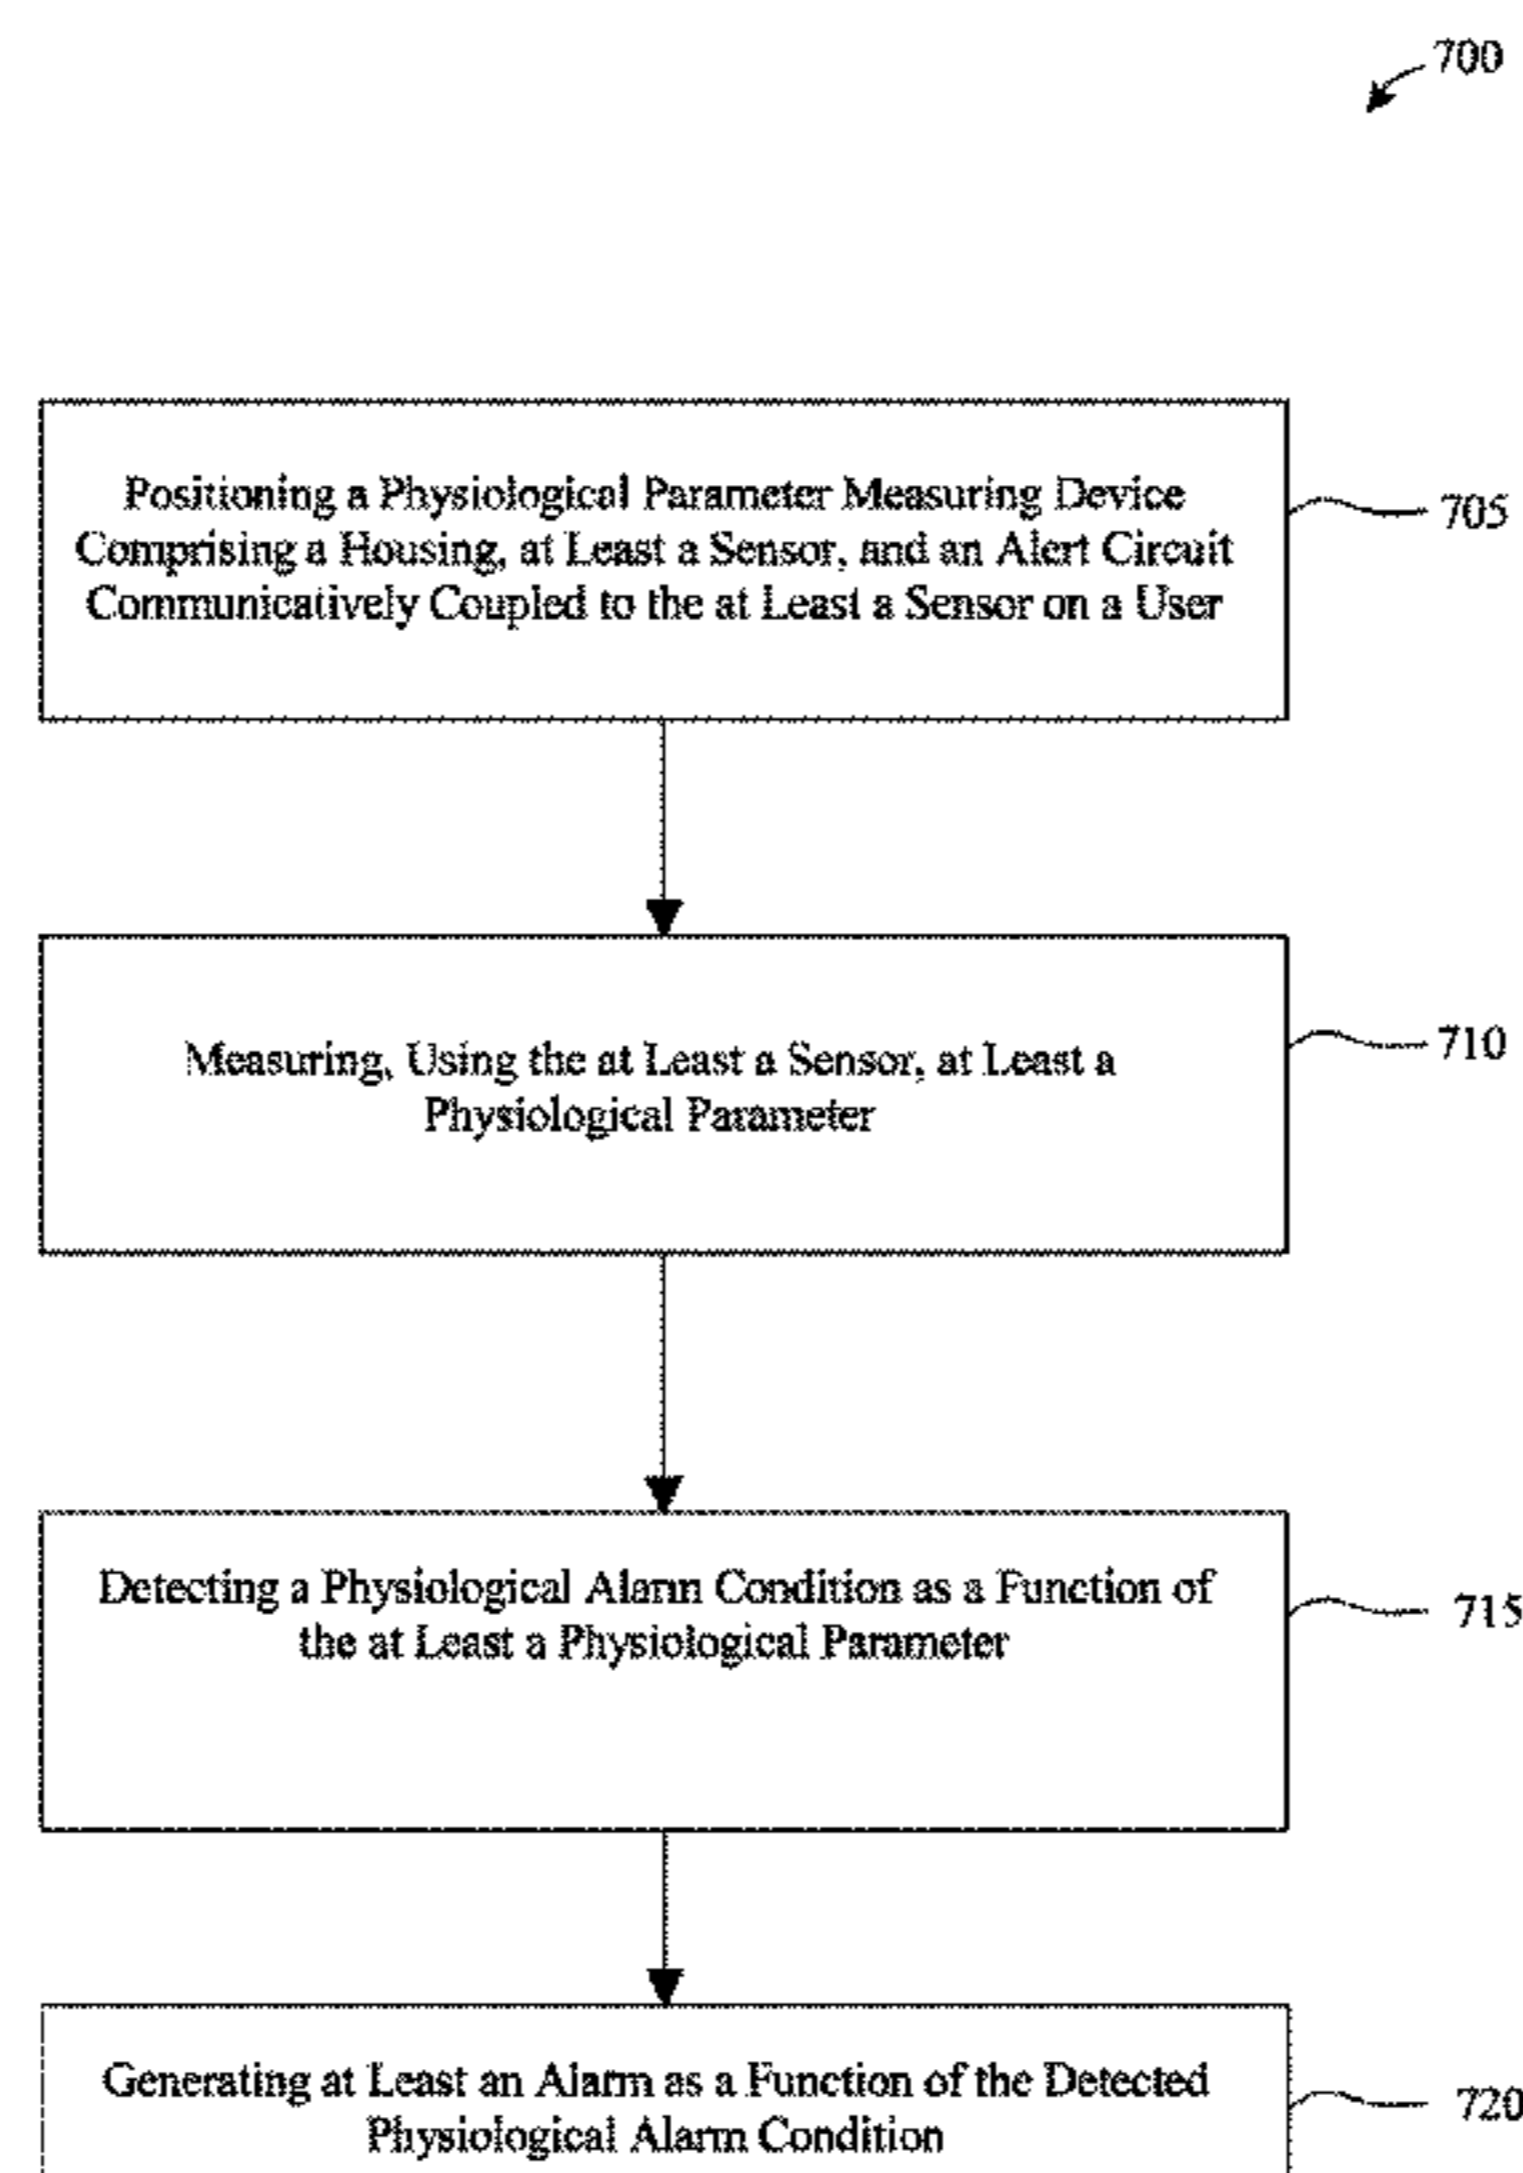 700
Positioning a Physiological Parameter Measuring Device
Comprising a Housing, at Least a Sensor, and an Alert Circuit
Communicatively Coupled to the at Least a Sensor on a User
705
Measuring, Using the at Least a Sensor, at Least a
Physiological Parameter
710
Detecting a Physiological Alarm Condition as a Function of
the at Least a Physiological Parameter
715
Generating at Least an Alarm as a Function of the Detected
Physiological Alarm Condition
720